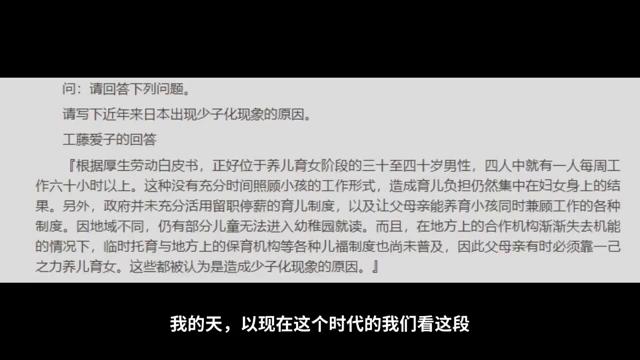 问：请回答下列问题。
请写下近年来日本出现少子化现象的原因。
工藤爱子的回答
『根据厚生劳动白皮书，正好位于养儿育女阶段的三十至四十岁男性，四人中就有一人每周工
作六十小时以上。这种没有充分时间照顾小孩的工作形式，造成育儿负担仍然集中在妇女身上的结
果。另外，政府并未充分活用留职停薪的育儿制度，以及让父母亲能养育小孩同时兼顾工作的各种
制度。因地域不同，仍有部分儿童无法进入幼稚园就读。而且，在地方上的合作机构渐渐失去机能
的情况下，临时托育与地方上的保育机构等各种儿福制度也尚未普及，因此父母亲有时必须靠一己
之力养儿育女。这些都被认为是造成少子化现象的原因。』
我的天，以现在这个时代的我们看这段